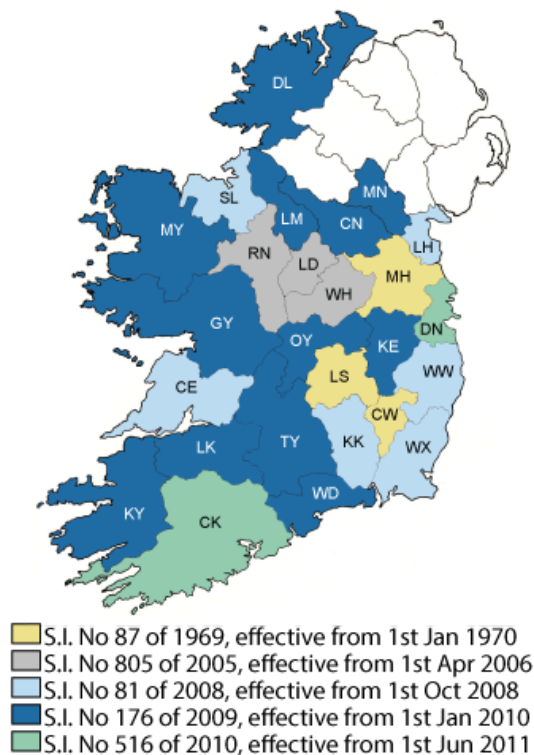 DL
SL
MN
MY
LM
CN
RN
LD
LH
WH
MH
GY
OY
DN
KE
LS
WW
CE
CW
LK
TY
KK
WX
WD
KY
CK
S.I. No 87 of 1969, effective from 1st Jan 1970
S.I. No 805 of 2005, effective from 1st Apr 2006
S.I. No 81 of 2008, effective from 1st Oct 2008
S.I. No 176 of 2009, effective from 1st Jan 2010
S.I. No 516 of 2010, effective from 1st Jun 2011